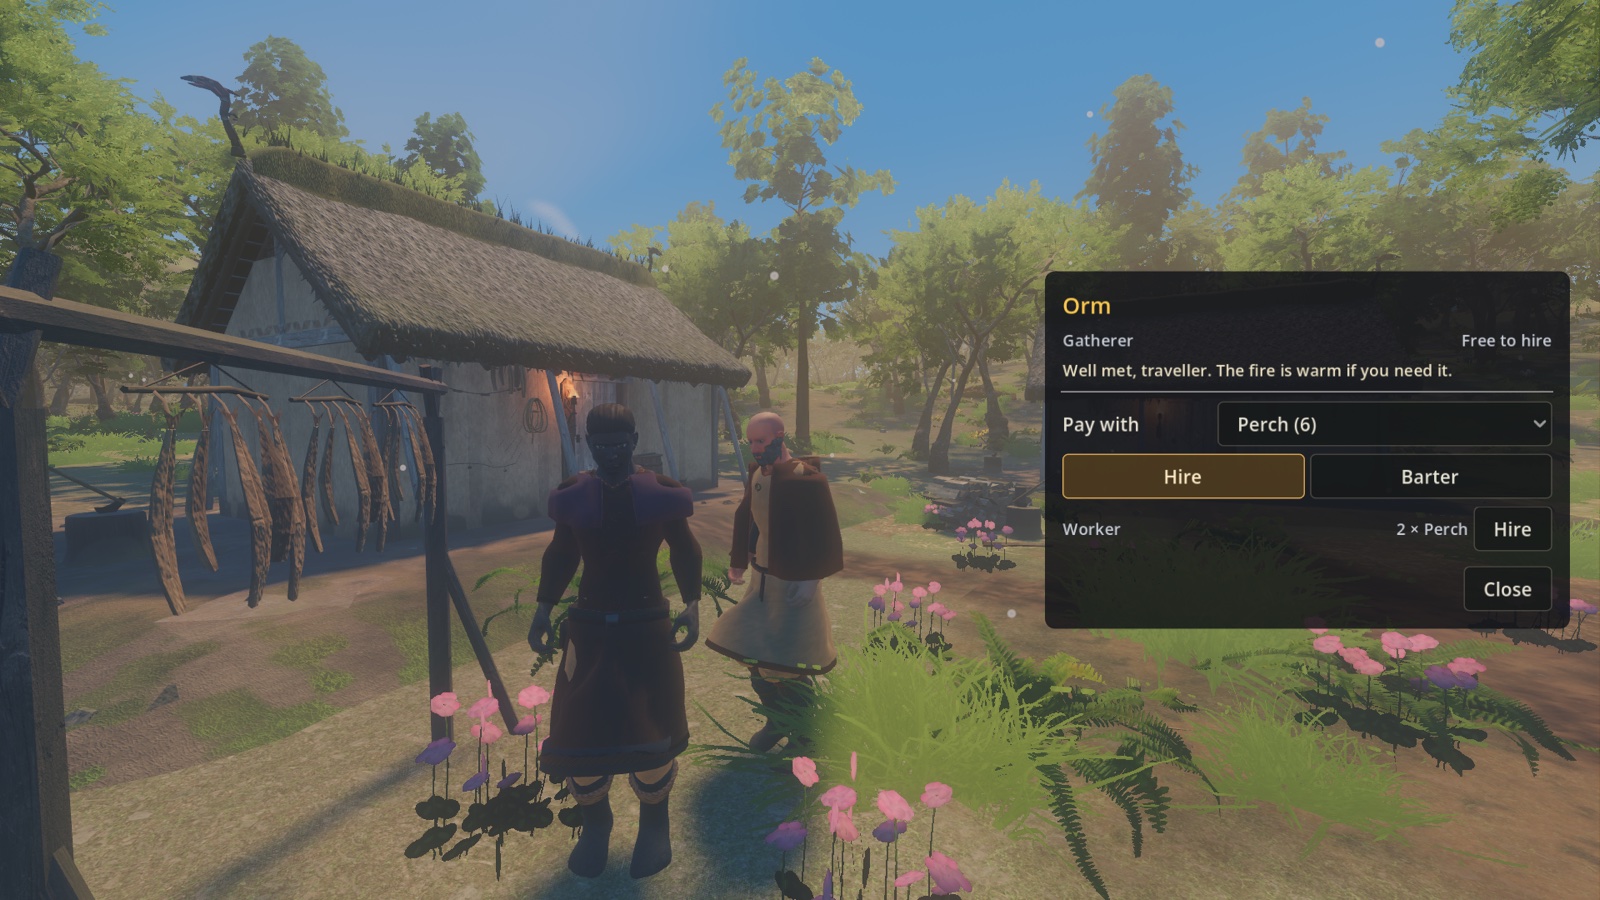 Orm
Gatherer Free to hire
Well met, traveller. The fire is warm if you need it.
Pay with Perch (6)
Hire Barter
Worker 2 × Perch Hire
Close